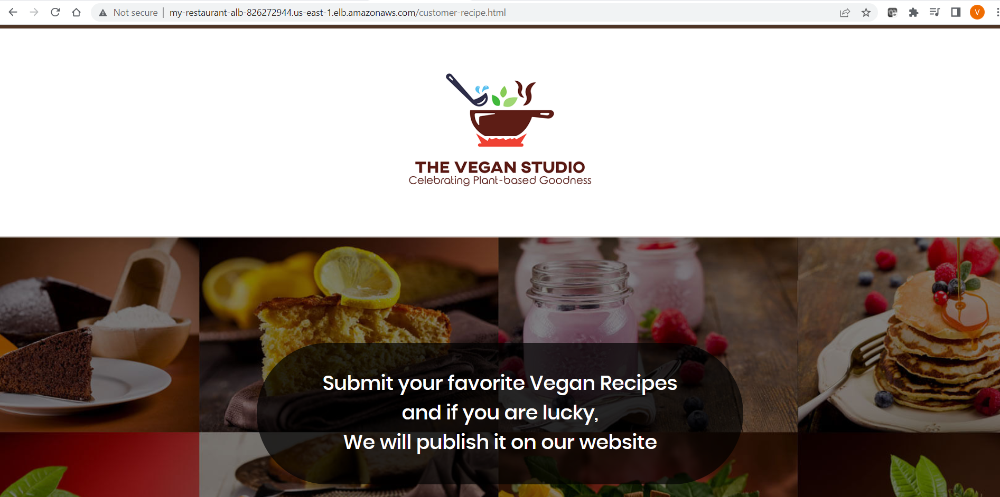 Not secure | my-restaurant-alb-826272944.us-east-1.elb.amazonaws.com/customer-recipe.html
V
THE VEGAN STUDIO
Celebrating Plant-based Goodness
Submit your favorite Vegan Recipes
and if you are lucky,
We will publish it on our website